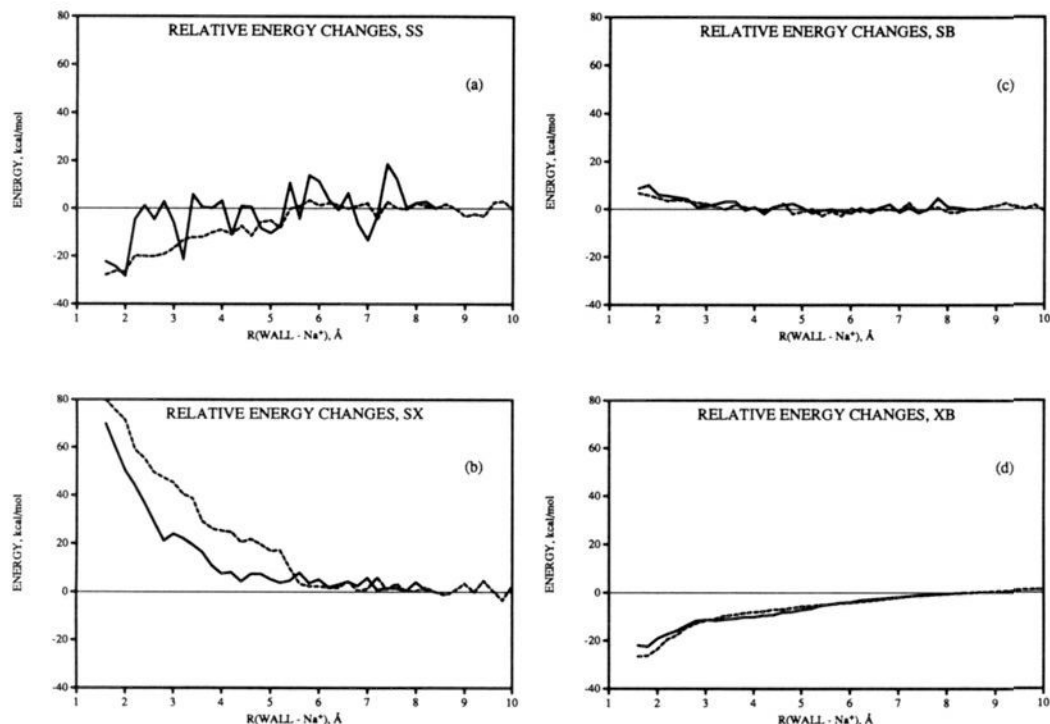 RELATIVE ENERGY CHANGES, SS
(a)
ENERGY, kcal/mol
80
60
40
20
0
-20
-40
1 2 3 4 5 6 7 8 9 10
R(WALL - Na⁺), Å
RELATIVE ENERGY CHANGES, SB
(c)
ENERGY, kcal/mol
80
60
40
20
0
-20
-40
1 2 3 4 5 6 7 8 9 10
R(WALL - Na⁺), Å
RELATIVE ENERGY CHANGES, SX
(b)
ENERGY, kcal/mol
80
60
40
20
0
-20
-40
1 2 3 4 5 6 7 8 9 10
R(WALL - Na⁺), Å
RELATIVE ENERGY CHANGES, XB
(d)
ENERGY, kcal/mol
80
60
40
20
0
-20
-40
1 2 3 4 5 6 7 8 9 10
R(WALL - Na⁺), Å